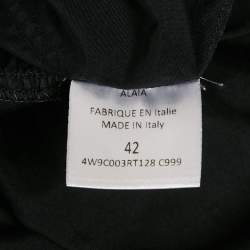 ALAÏA
FABRIQUE EN Italie
MADE IN Italy
42
4W9C003RT128 C999